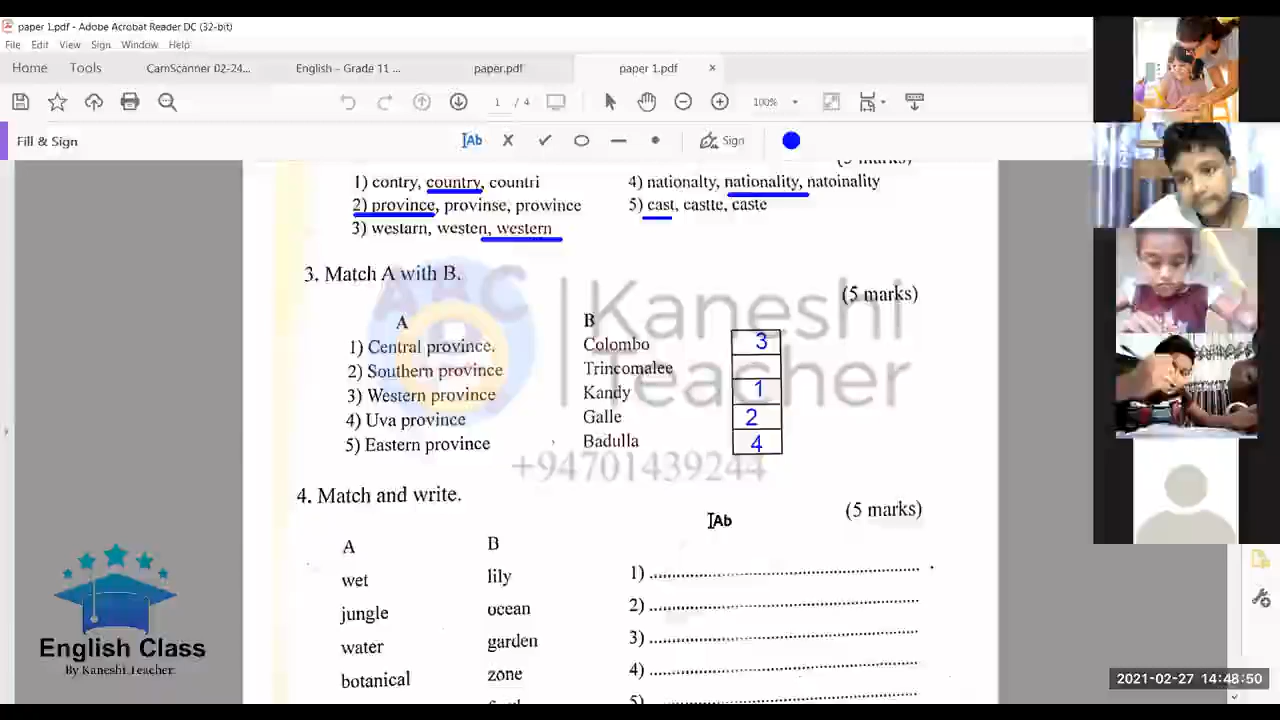 paper 1.pdf - Adobe Acrobat Reader DC (32-bit)
File Edit View Sign Window Help
Home Tools CamScanner 02-24... English - Grade 11 ... paper.pdf paper 1.pdf ×
1 / 4 100%
Fill & Sign Ab Sign
1) contry, country, countri 4) nationalty, nationality, natoinality
2) province, provinse, prowince 5) cast, castte, caste
3) westarn, westen, western
3. Match A with B.
(5 marks)
A B
1) Central province. Colombo 3
2) Southern province Trincomalee
3) Western province Kandy 1
4) Uva province Galle 2
5) Eastern province Badulla 4
Kaneshi
Teacher
+94701439244
4. Match and write.
(5 marks)
Ab
A B
wet lily 1)
jungle ocean 2)
water garden 3)
botanical zone 4)
5)
English Class
By Kaneshi Teacher
2021-02-27 14:48:50